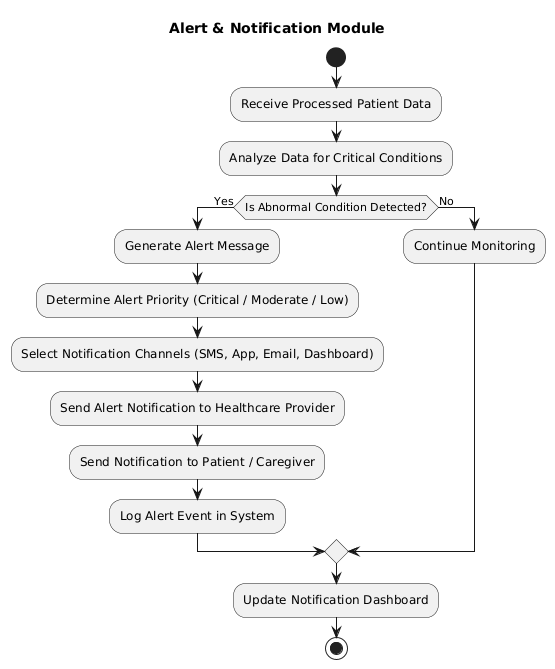 Alert & Notification Module
Receive Processed Patient Data
Analyze Data for Critical Conditions
Yes
Is Abnormal Condition Detected?
No
Generate Alert Message
Continue Monitoring
Determine Alert Priority (Critical / Moderate / Low)
Select Notification Channels (SMS, App, Email, Dashboard)
Send Alert Notification to Healthcare Provider
Send Notification to Patient / Caregiver
Log Alert Event in System
Update Notification Dashboard